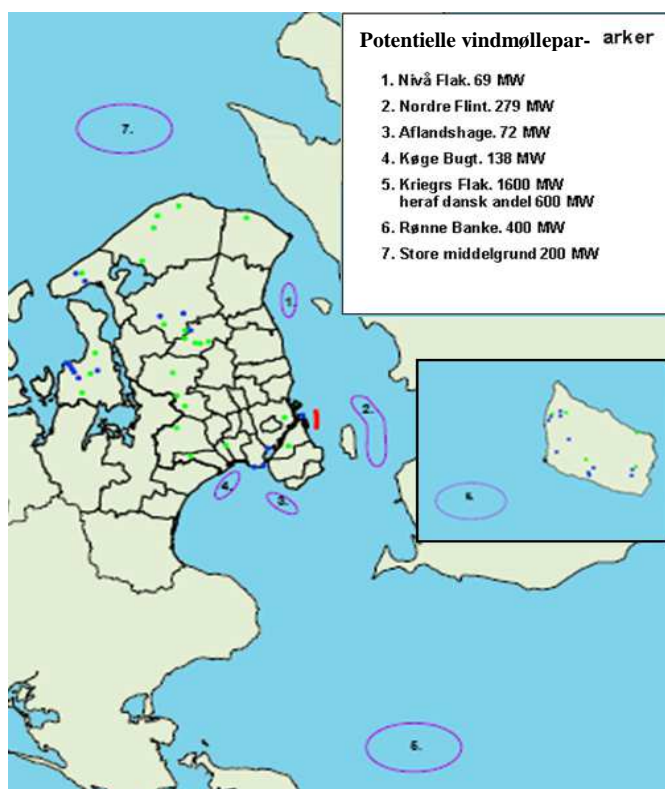 Potentielle vindmøllepar- arker
1. Nivå Flak. 69 MW
2. Nordre Flint. 279 MW
3. Aflandshage. 72 MW
4. Køge Bugt. 138 MW
5. Kriegrs Flak. 1600 MW
heraf dansk andel 600 MW
6. Rønne Banke. 400 MW
7. Store middelgrund 200 MW
7.
1.
2.
4.
3.
6.
5.